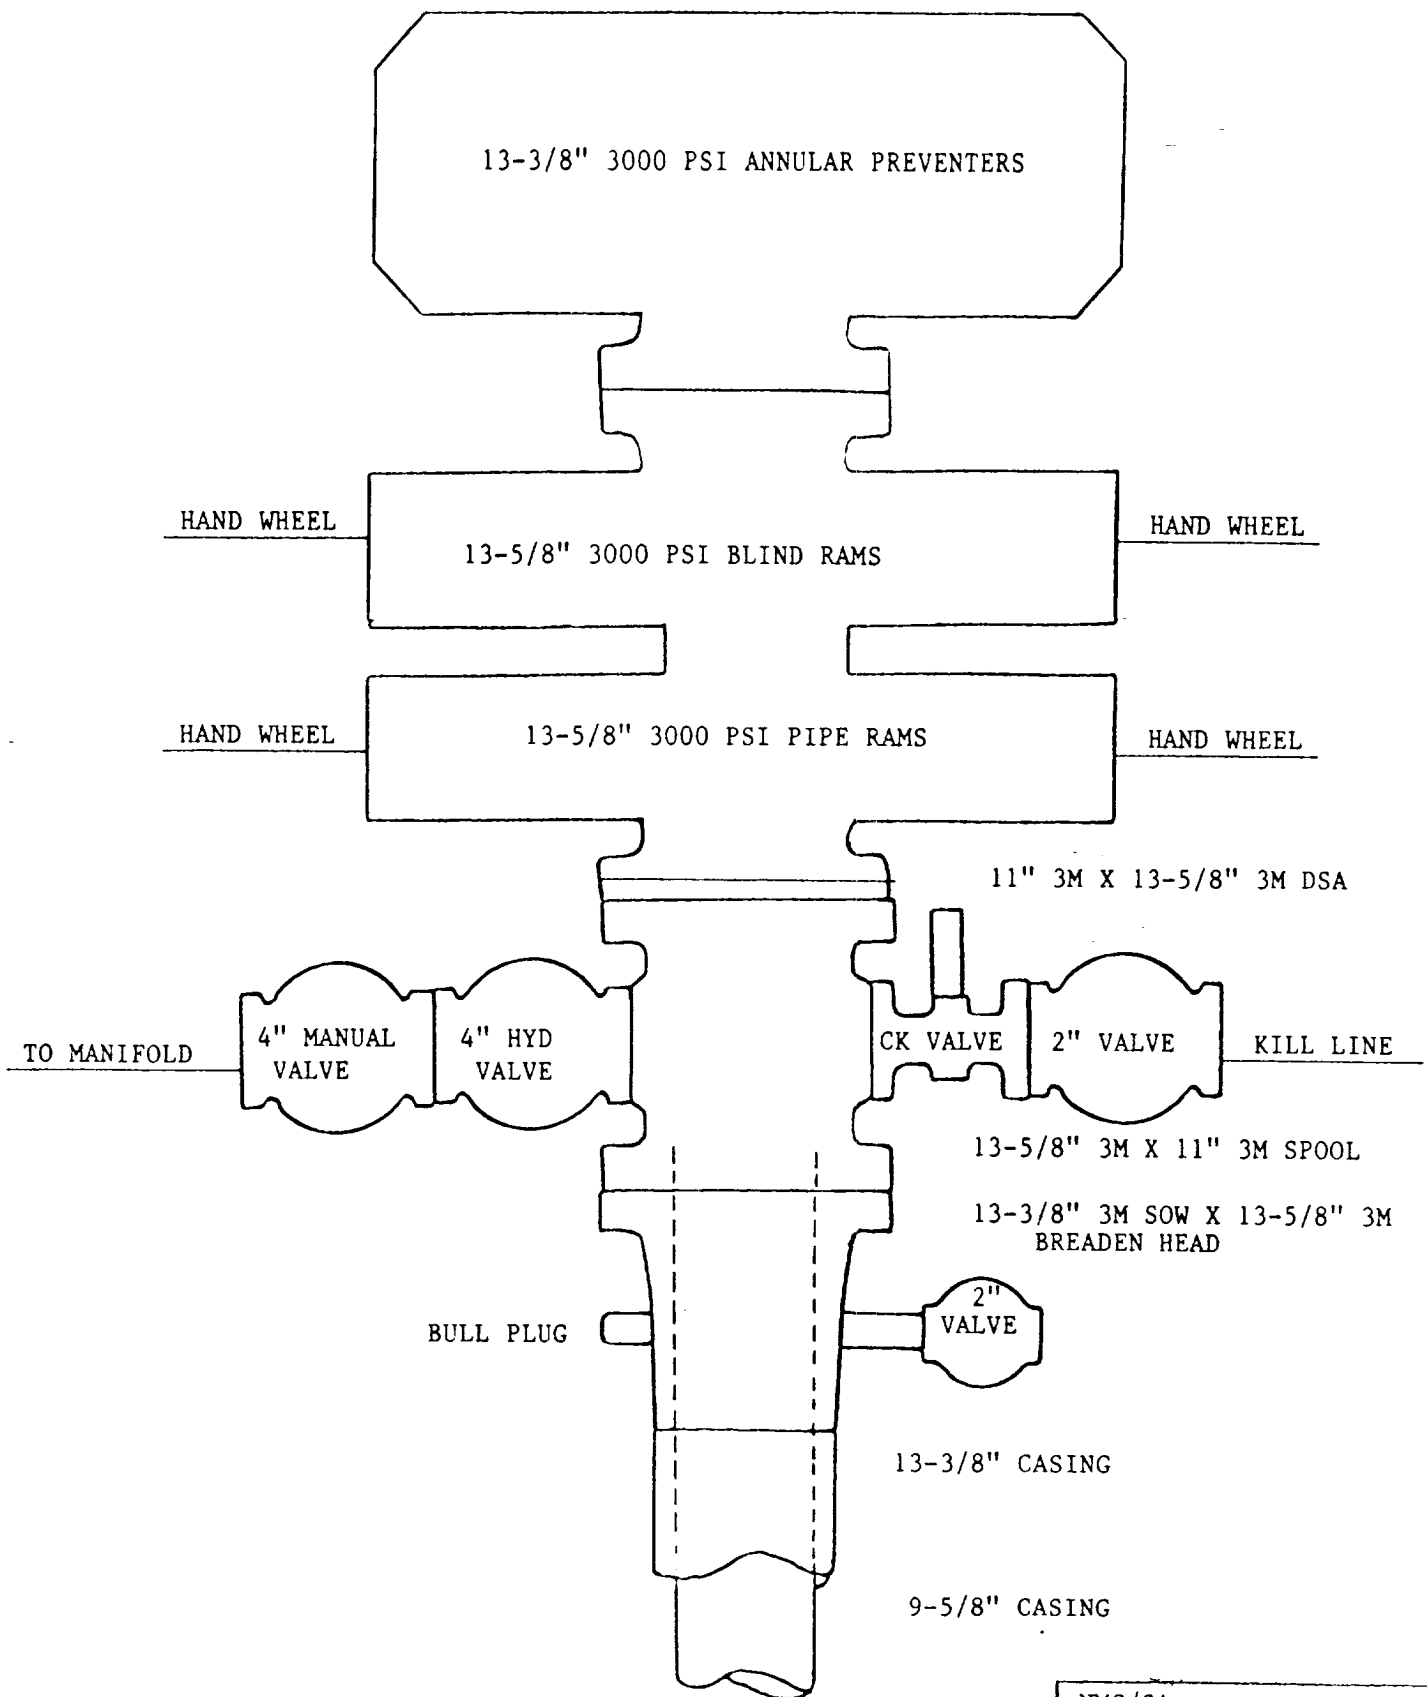 13-3/8" 3000 PSI ANNULAR PREVENTERS
HAND WHEEL
HAND WHEEL
13-5/8" 3000 PSI BLIND RAMS
HAND WHEEL
13-5/8" 3000 PSI PIPE RAMS
HAND WHEEL
11" 3M X 13-5/8" 3M DSA
TO MANIFOLD
4" MANUAL
VALVE
4" HYD
VALVE
CK VALVE
2" VALVE
KILL LINE
13-5/8" 3M X 11" 3M SPOOL
13-3/8" 3M SOW X 13-5/8" 3M
BREADEN HEAD
BULL PLUG
2"
VALVE
13-3/8" CASING
9-5/8" CASING